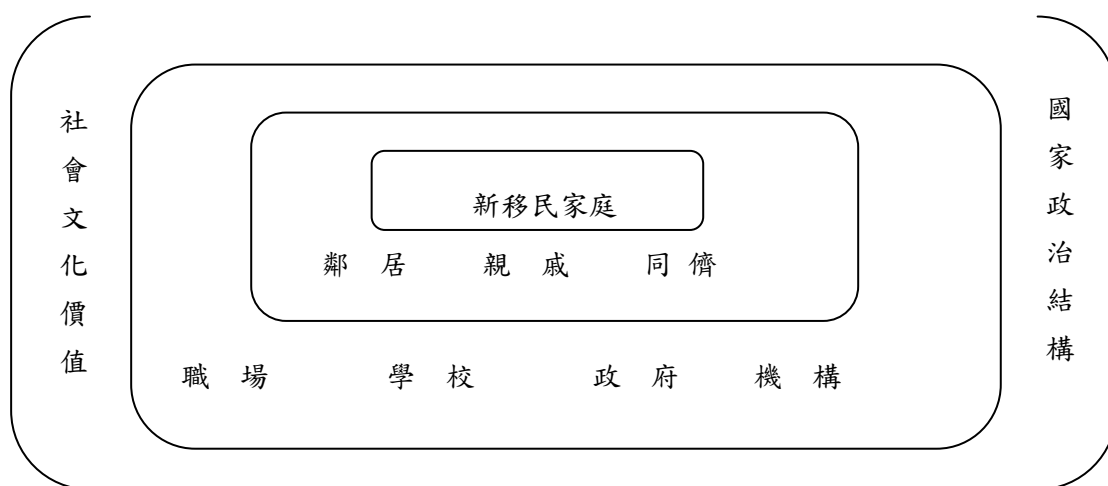 社會文化價值
新移民家庭
鄰居 親戚 同儕
職場 學校 政府 機構
國家政治結構